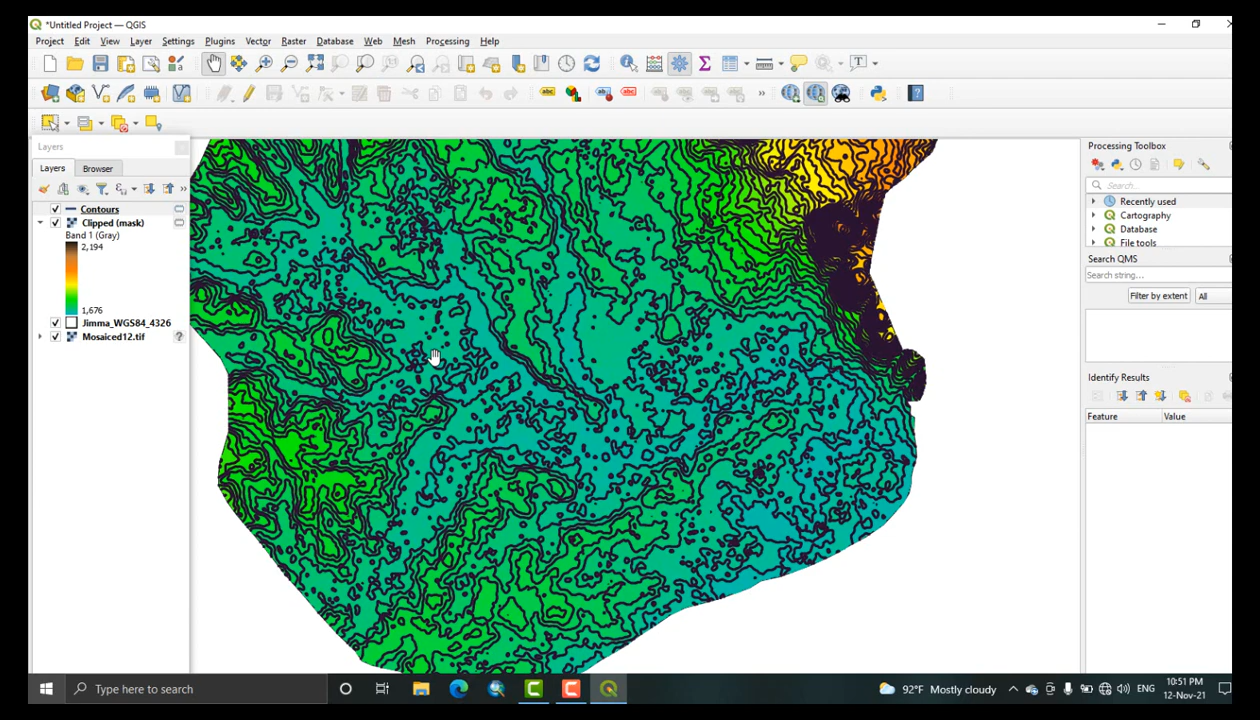 *Untitled Project — QGIS
Project Edit View Layer Settings Plugins Vector Raster Database Web Mesh Processing Help
Layers
Layers Browser
Contours
Clipped (mask)
Band 1 (Gray)
2,194
1,676
Jimma_WGS84_4326
Mosaiced12.tif
Processing Toolbox
Search...
Recently used
Cartography
Database
File tools
Search QMS
Search string...
Filter by extent All
Identify Results
Feature Value
Type here to search
92°F Mostly cloudy
ENG
10:51 PM
12-Nov-21